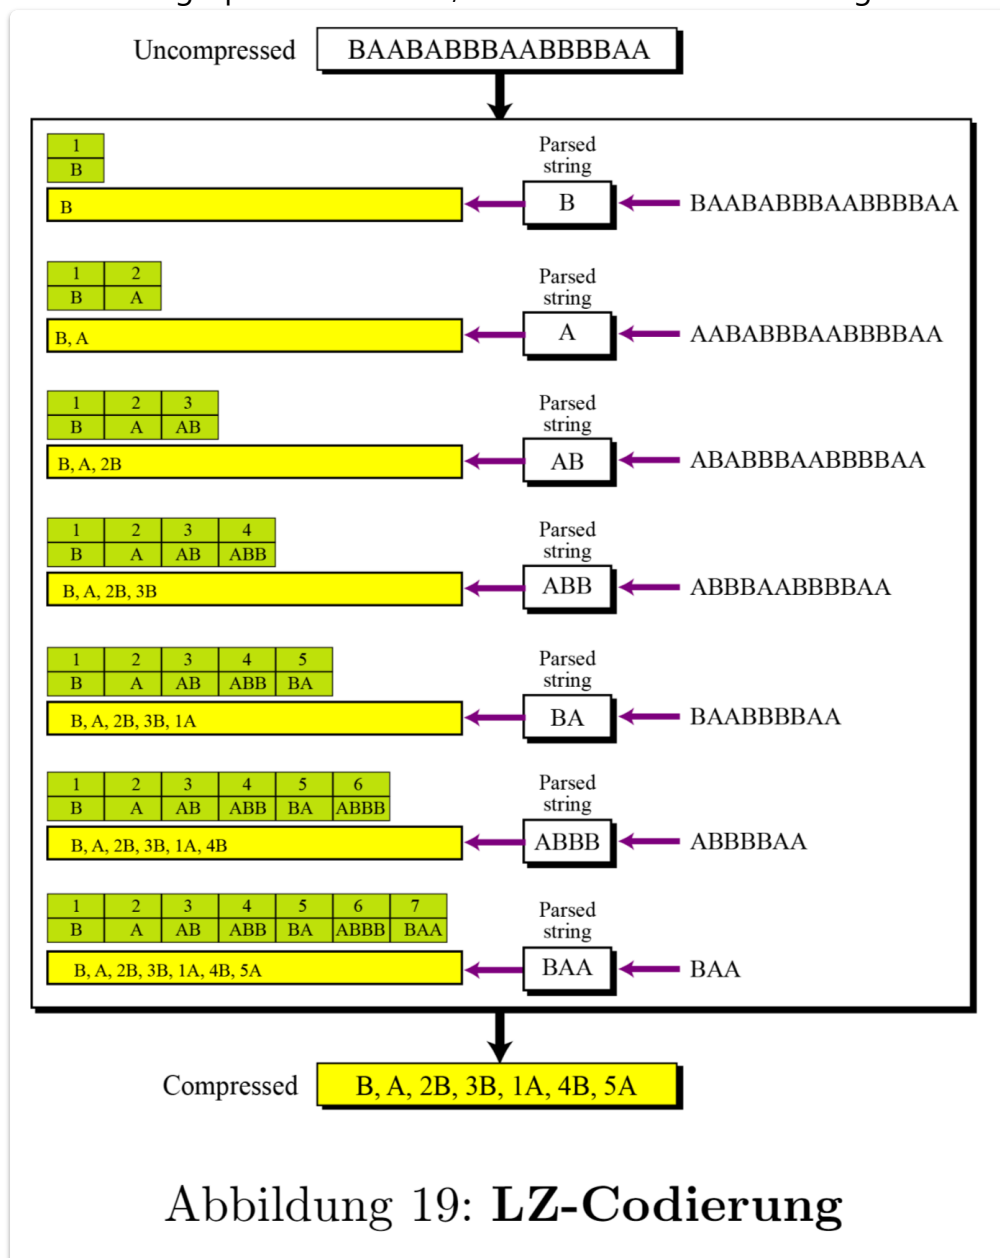 Uncompressed BAABABBBAABBBBAA
1
B
Parsed
string
B
B
BAABABBBAABBBBAA
1 2
B A
Parsed
string
B, A
A
AABABBBAABBBBAA
1 2 3
B A AB
Parsed
string
B, A, 2B
AB
ABABBBAABBBBAA
1 2 3 4
B A AB ABB
Parsed
string
B, A, 2B, 3B
ABB
ABBBAABBBBAA
1 2 3 4 5
B A AB ABB BA
Parsed
string
B, A, 2B, 3B, 1A
BA
BAABBBBAA
1 2 3 4 5 6
B A AB ABB BA ABBB
Parsed
string
B, A, 2B, 3B, 1A, 4B
ABBB
ABBBBAA
1 2 3 4 5 6 7
B A AB ABB BA ABBB BAA
Parsed
string
B, A, 2B, 3B, 1A, 4B, 5A
BAA
BAA
Compressed B, A, 2B, 3B, 1A, 4B, 5A
Abbildung 19: LZ-Codierung